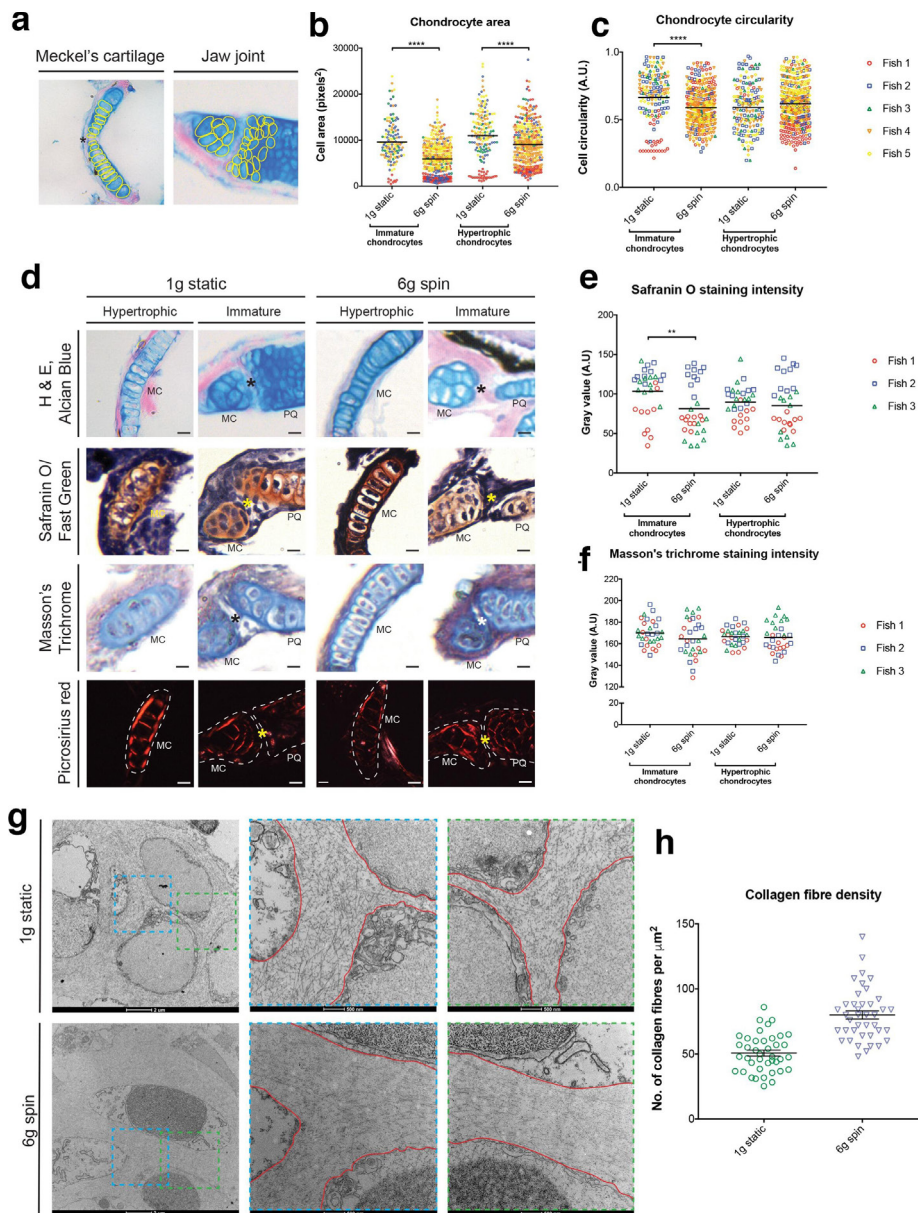 a
Meckel's cartilage
Jaw joint
*
b
Chondrocyte area
Cell area (pixels²)
30000
20000
10000
0
****
****
1g static
6g spin
1g static
6g spin
Immature
chondrocytes
Hypertrophic
chondrocytes
c
Chondrocyte circularity
Cell circularity (A.U.)
1.0
0.5
0.0
****
1g static
6g spin
1g static
6g spin
Immature
chondrocytes
Hypertrophic
chondrocytes
Fish 1
Fish 2
Fish 3
Fish 4
Fish 5
d
1g static
6g spin
Hypertrophic
Immature
Hypertrophic
Immature
H & E,
Alcian Blue
MC
*
MC
PQ
MC
*
MC
PQ
Safranin O/
Fast Green
MC
*
MC
PQ
MC
*
MC
PQ
Masson's
Trichrome
MC
*
MC
PQ
MC
*
MC
PQ
Picrosirius red
MC
*
MC
PQ
MC
*
MC
PQ
e
Safranin O staining intensity
Gray value (A.U)
200
150
100
50
0
**
1g static
6g spin
1g static
6g spin
Immature
chondrocytes
Hypertrophic
chondrocytes
Fish 1
Fish 2
Fish 3
f
Masson's trichrome staining intensity
Gray value (A.U)
220
200
180
160
140
120
20
0
1g static
6g spin
1g static
6g spin
Immature
chondrocytes
Hypertrophic
chondrocytes
Fish 1
Fish 2
Fish 3
g
1g static
2 µm
500 nm
500 nm
6g spin
h
Collagen fibre density
No. of collagen fibres per µm²
150
100
50
0
1g static
6g spin